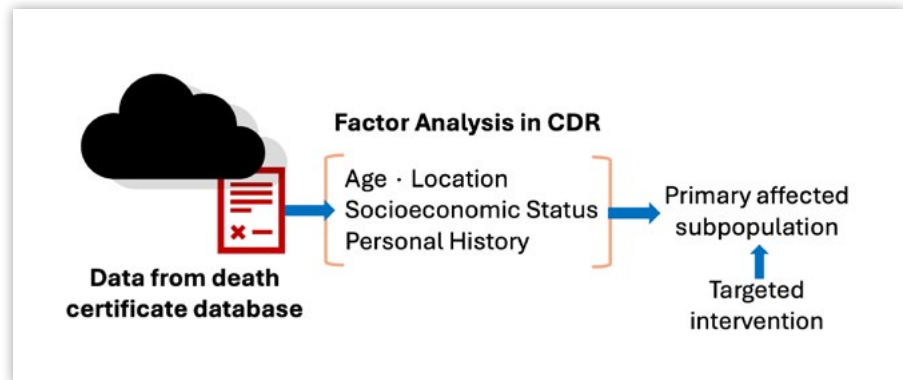 Factor Analysis in CDR
Age · Location
Socioeconomic Status
Personal History
Data from death
certificate database
Primary affected
subpopulation
Targeted
intervention